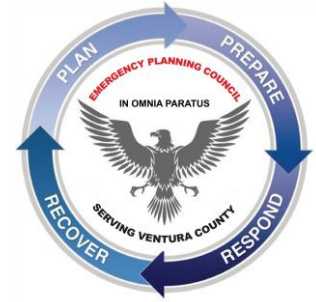 PLAN
PREPARE
EMERGENCY PLANNING COUNCIL
IN OMNIA PARATUS
SERVING VENTURA COUNTY
RECOVER
RESPOND